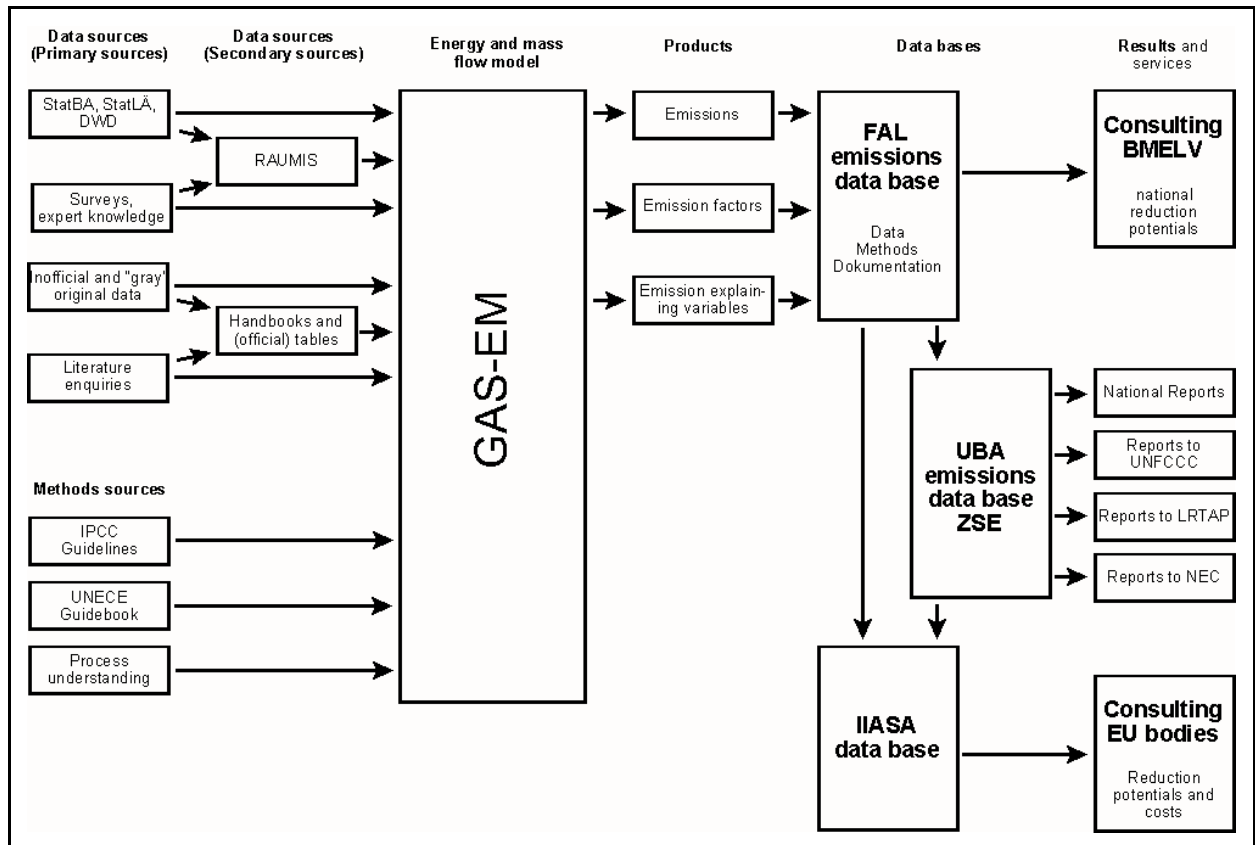 Data sources
(Primary sources)
Data sources
(Secondary sources)
Energy and mass
flow model
Products
Data bases
Results and
services
StatBA, StatLÄ,
DWD
RAUMIS
Surveys,
expert knowledge
Inofficial and "gray"
original data
Handbooks and
(official) tables
Literature
enquiries
Methods sources
IPCC
Guidelines
UNECE
Guidebook
Process
understanding
GAS-EM
Emissions
Emission factors
Emission explain-
ing variables
FAL
emissions
data base
Data
Methods
Dokumentation
UBA
emissions
data base
ZSE
IIASA
data base
Consulting
BMELV
national
reduction
potentials
National Reports
Reports to
UNFCCC
Reports to LRTAP
Reports to NEC
Consulting
EU bodies
Reduction
potentials and
costs